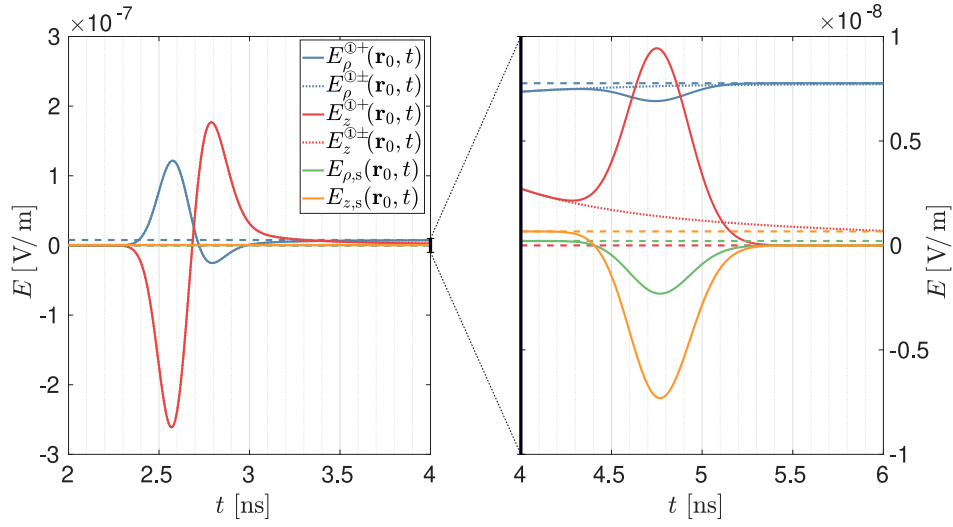 ×10⁻⁷
3
2
1
0
-1
-2
-3
E [V/m]
2
2.5
3
3.5
4
t [ns]
E_ρ^①+(r₀, t)
E_ρ^①±(r₀, t)
E_z^①+(r₀, t)
E_z^①±(r₀, t)
E_ρ,s(r₀, t)
E_z,s(r₀, t)
×10⁻⁸
1
0.5
0
-0.5
-1
E [V/m]
4
4.5
5
5.5
6
t [ns]